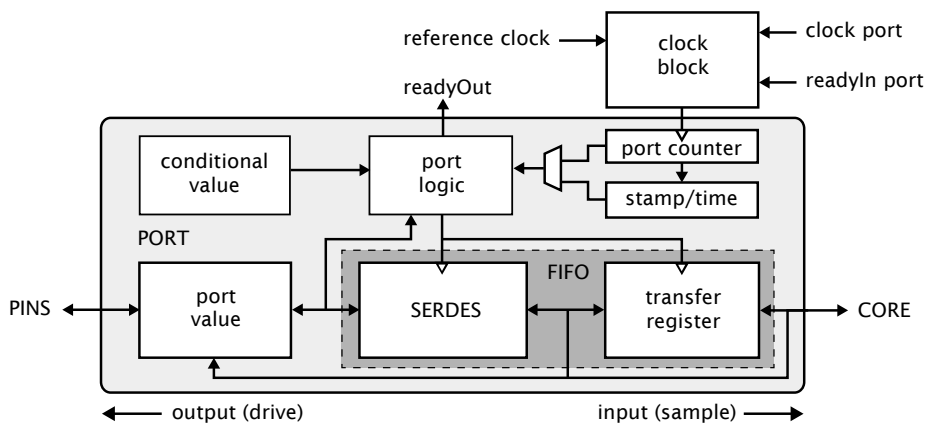 reference clock
clock
block
clock port
readyIn port
readyOut
conditional
value
port
logic
port counter
stamp/time
PORT
FIFO
PINS
port
value
SERDES
transfer
register
CORE
output (drive)
input (sample)